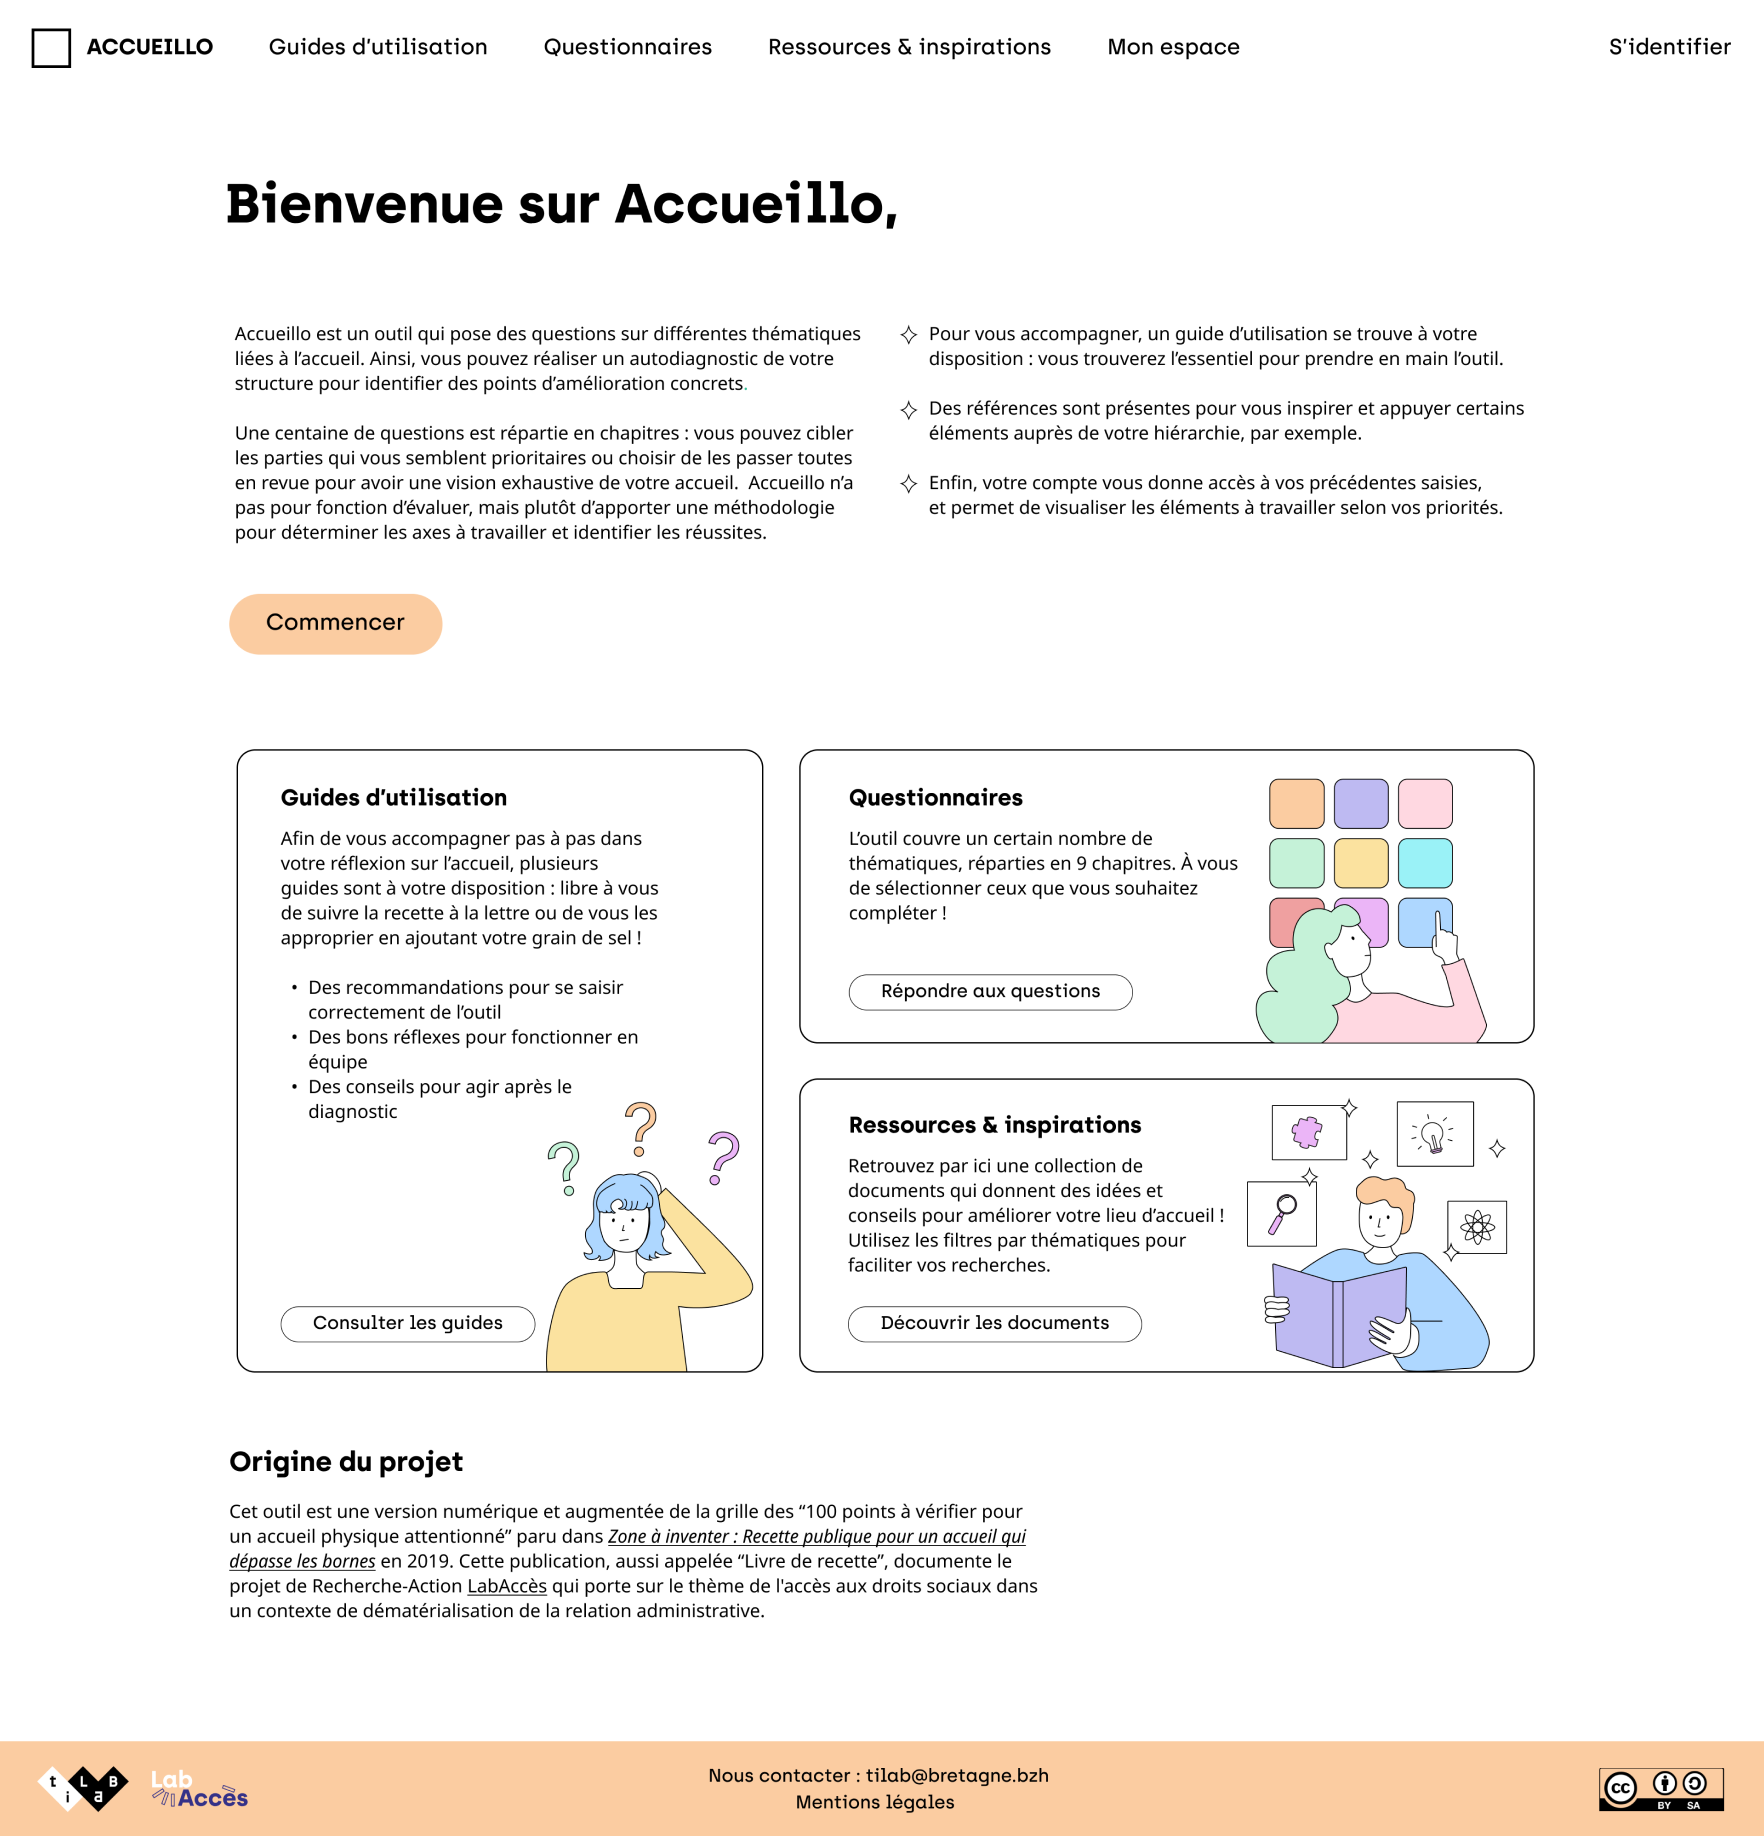 ACCUEILLO
Guides d’utilisation
Questionnaires
Ressources & inspirations
Mon espace
S’identifier
Bienvenue sur Accueillo,
Accueillo est un outil qui pose des questions sur différentes thématiques
liées à l’accueil. Ainsi, vous pouvez réaliser un autodiagnostic de votre
structure pour identifier des points d’amélioration concrets.
Une centaine de questions est répartie en chapitres : vous pouvez cibler
les parties qui vous semblent prioritaires ou choisir de les passer toutes
en revue pour avoir une vision exhaustive de votre accueil.  Accueillo n’a
pas pour fonction d’évaluer, mais plutôt d’apporter une méthodologie
pour déterminer les axes à travailler et identifier les réussites.
Pour vous accompagner, un guide d’utilisation se trouve à votre
disposition : vous trouverez l’essentiel pour prendre en main l’outil.
Des références sont présentes pour vous inspirer et appuyer certains
éléments auprès de votre hiérarchie, par exemple.
Enfin, votre compte vous donne accès à vos précédentes saisies,
et permet de visualiser les éléments à travailler selon vos priorités.
Commencer
Guides d’utilisation
Afin de vous accompagner pas à pas dans
votre réflexion sur l’accueil, plusieurs
guides sont à votre disposition : libre à vous
de suivre la recette à la lettre ou de vous les
approprier en ajoutant votre grain de sel !
• Des recommandations pour se saisir
correctement de l’outil
• Des bons réflexes pour fonctionner en
équipe
• Des conseils pour agir après le
diagnostic
Consulter les guides
Questionnaires
L’outil couvre un certain nombre de
thématiques, réparties en 9 chapitres. À vous
de sélectionner ceux que vous souhaitez
compléter !
Répondre aux questions
Ressources & inspirations
Retrouvez par ici une collection de
documents qui donnent des idées et
conseils pour améliorer votre lieu d’accueil !
Utilisez les filtres par thématiques pour
faciliter vos recherches.
Découvrir les documents
Origine du projet
Cet outil est une version numérique et augmentée de la grille des “100 points à vérifier pour
un accueil physique attentionné” paru dans Zone à inventer : Recette publique pour un accueil qui
dépasse les bornes en 2019. Cette publication, aussi appelée “Livre de recette”, documente le
projet de Recherche-Action LabAccès qui porte sur le thème de l'accès aux droits sociaux dans
un contexte de dématérialisation de la relation administrative.
ti LaB
Lab
Accès
Nous contacter : tilab@bretagne.bzh
Mentions légales
cc
BY SA